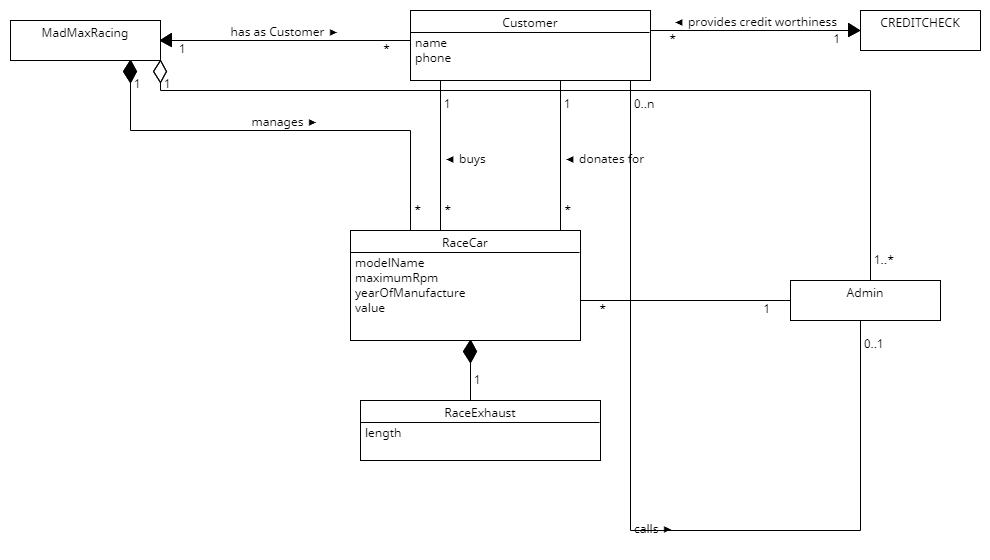 MadMaxRacing
1
has as Customer ►
*
Customer
name
phone
◄ provides credit worthiness
*
1
CREDITCHECK
1
1
manages ►
*
1
◄ buys
*
1
◄ donates for
*
0..n
1..*
RaceCar
modelName
maximumRpm
yearOfManufacture
value
*
1
Admin
0..1
1
RaceExhaust
length
calls ►